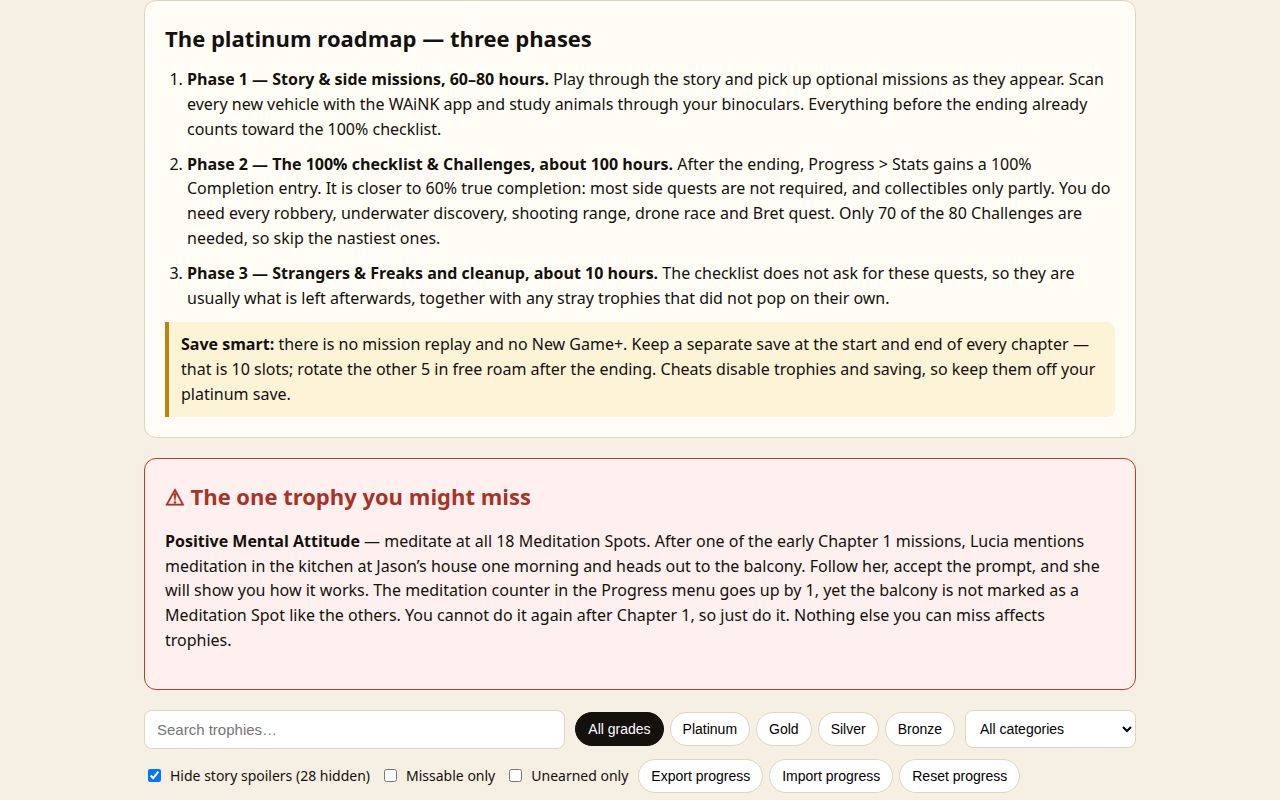 The platinum roadmap — three phases
1. Phase 1 — Story & side missions, 60–80 hours. Play through the story and pick up optional missions as they appear. Scan
every new vehicle with the WAiNK app and study animals through your binoculars. Everything before the ending already
counts toward the 100% checklist.
2. Phase 2 — The 100% checklist & Challenges, about 100 hours. After the ending, Progress > Stats gains a 100%
Completion entry. It is closer to 60% true completion: most side quests are not required, and collectibles only partly. You do
need every robbery, underwater discovery, shooting range, drone race and Bret quest. Only 70 of the 80 Challenges are
needed, so skip the nastiest ones.
3. Phase 3 — Strangers & Freaks and cleanup, about 10 hours. The checklist does not ask for these quests, so they are
usually what is left afterwards, together with any stray trophies that did not pop on their own.
Save smart: there is no mission replay and no New Game+. Keep a separate save at the start and end of every chapter —
that is 10 slots; rotate the other 5 in free roam after the ending. Cheats disable trophies and saving, so keep them off your
platinum save.
⚠ The one trophy you might miss
Positive Mental Attitude — meditate at all 18 Meditation Spots. After one of the early Chapter 1 missions, Lucia mentions
meditation in the kitchen at Jason’s house one morning and heads out to the balcony. Follow her, accept the prompt, and she
will show you how it works. The meditation counter in the Progress menu goes up by 1, yet the balcony is not marked as a
Meditation Spot like the others. You cannot do it again after Chapter 1, so just do it. Nothing else you can miss affects
trophies.
Search trophies… All grades Platinum Gold Silver Bronze All categories
Hide story spoilers (28 hidden) Missable only Unearned only Export progress Import progress Reset progress